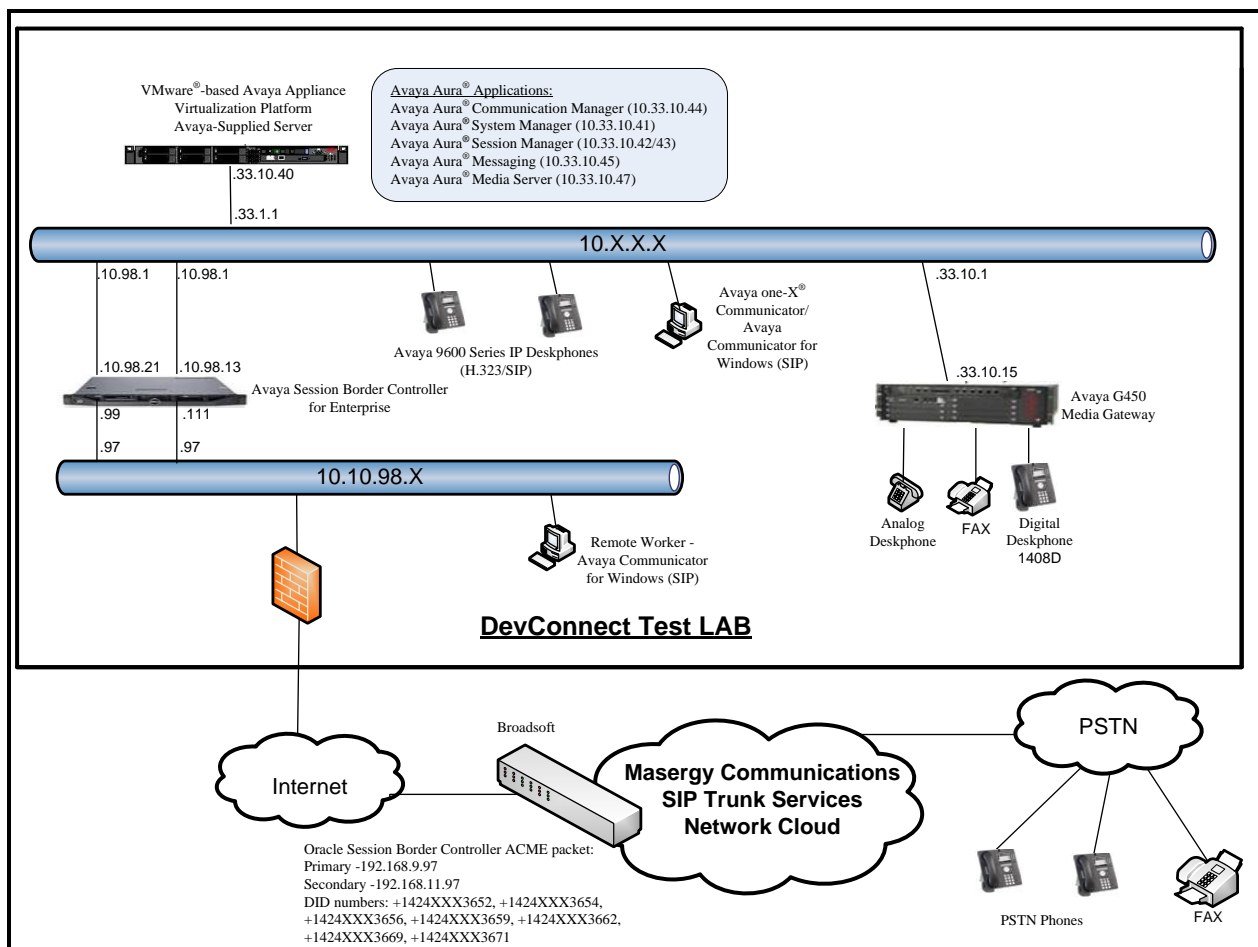 VMware®-based Avaya Appliance
Virtualization Platform
Avaya-Supplied Server
Avaya Aura® Applications:
Avaya Aura® Communication Manager (10.33.10.44)
Avaya Aura® System Manager (10.33.10.41)
Avaya Aura® Session Manager (10.33.10.42/43)
Avaya Aura® Messaging (10.33.10.45)
Avaya Aura® Media Server (10.33.10.47)
.33.10.40
.33.1.1
10.X.X.X
.10.98.1
.10.98.1
.33.10.1
Avaya 9600 Series IP Deskphones
(H.323/SIP)
Avaya one-X®
Communicator/
Avaya
Communicator for
Windows (SIP)
.10.98.21
.10.98.13
Avaya Session Border Controller
for Enterprise
.33.10.15
Avaya G450
Media Gateway
.99
.111
.97
.97
10.10.98.X
Analog
Deskphone
FAX
Digital
Deskphone
1408D
Remote Worker -
Avaya Communicator
for Windows (SIP)
DevConnect Test LAB
Internet
Broadsoft
Masergy Communications
SIP Trunk Services
Network Cloud
PSTN
Oracle Session Border Controller ACME packet:
Primary -192.168.9.97
Secondary -192.168.11.97
DID numbers: +1424XXX3652, +1424XXX3654,
+1424XXX3656, +1424XXX3659, +1424XXX3662,
+1424XXX3669, +1424XXX3671
PSTN Phones
FAX